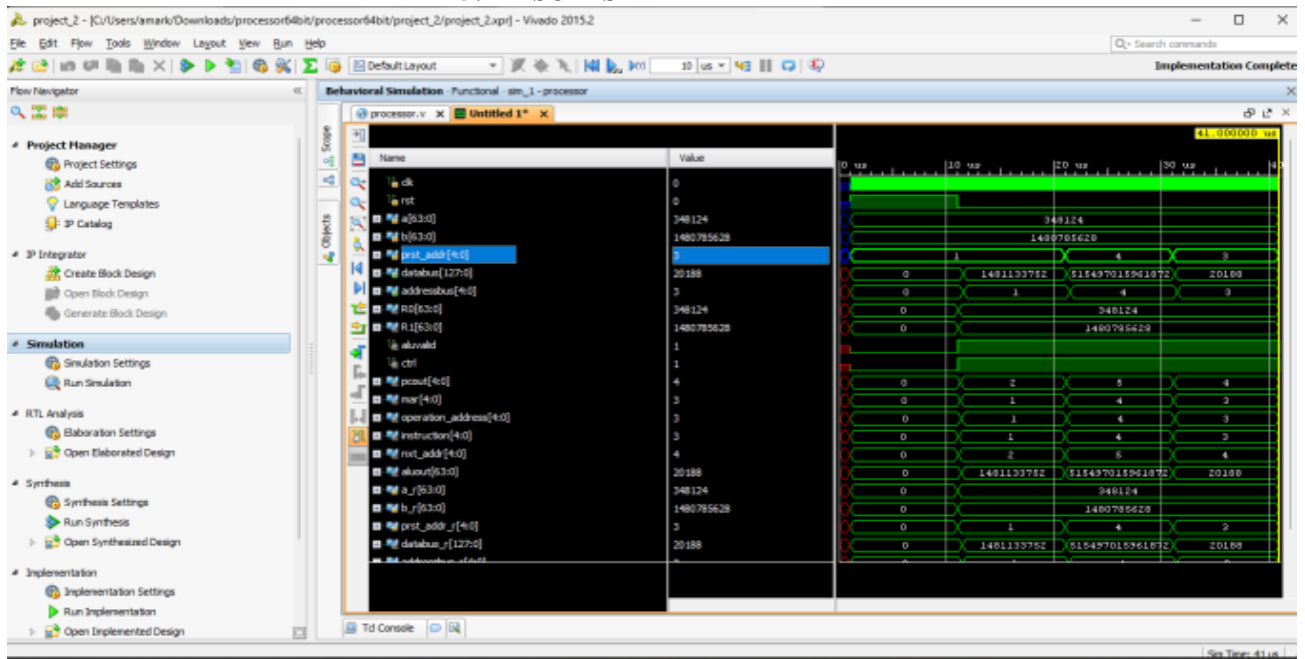 project_2 - [C:/Users/amark/Downloads/processor64bit/processor64bit/project_2/project_2.xpr] - Vivado 2015.2
File Edit Flow Tools Window Layout View Run Help
Q- Search commands
Default Layout
10 us
Implementation Complete
Flow Navigator
Behavioral Simulation - Functional - sim_1 - processor
processor.v Untitled 1*
Scope
Objects
41.000000 us
Name Value
0 us 10 us 20 us 30 us 40
Project Manager
Project Settings
Add Sources
Language Templates
IP Catalog
IP Integrator
Create Block Design
Open Block Design
Generate Block Design
Simulation
Simulation Settings
Run Simulation
RTL Analysis
Elaboration Settings
Open Elaborated Design
Synthesis
Synthesis Settings
Run Synthesis
Open Synthesized Design
Implementation
Implementation Settings
Run Implementation
Open Implemented Design
clk 0
rst 0
a[63:0] 348124 348124
b[63:0] 1480785628 1480785628
prst_addr[4:0] 3 1 4 3
databus[127:0] 20188 0 1481133752 515497015961872 20188
addressbus[4:0] 3 0 1 4 3
R0[63:0] 348124 0 348124
R1[63:0] 1480785628 0 1480785628
aluvalid 1
ctrl 1
pcout[4:0] 4 0 2 5 4
mar[4:0] 3 0 1 4 3
operation_address[4:0] 3 0 1 4 3
instruction[4:0] 3 0 1 4 3
nxt_addr[4:0] 4 0 2 5 4
aluout[63:0] 20188 0 1481133752 515497015961872 20188
a_r[63:0] 348124 0 348124
b_r[63:0] 1480785628 0 1480785628
prst_addr_r[4:0] 3 0 1 4 3
databus_r[127:0] 20188 0 1481133752 515497015961872 20188
Tcl Console
Sim Time: 41 us